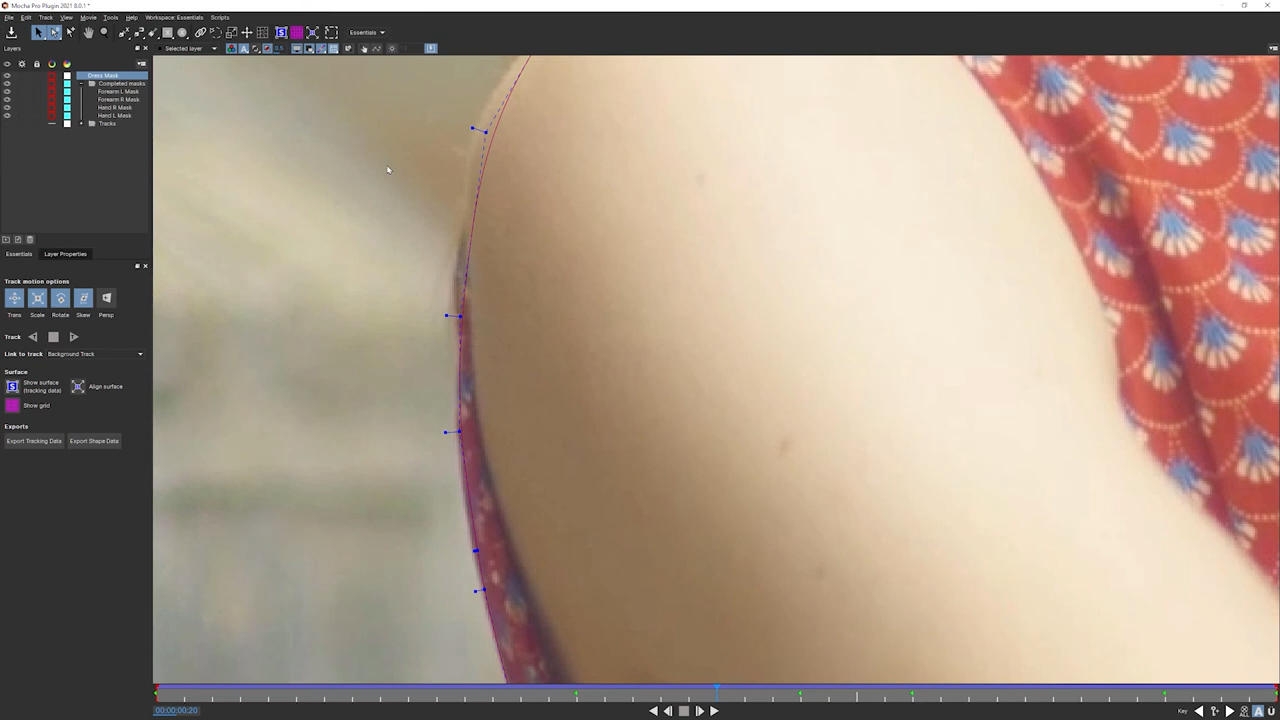 Mocha Pro Plugin 2021 8.0.1 *
File Edit Track View Movie Tools Help Workspace: Essentials Scripts
Essentials
Layers
Selected layer
0.5
Dress Mask
Completed masks
Forearm L Mask
Forearm R Mask
Hand R Mask
Hand L Mask
Tracks
Essentials Layer Properties
Track motion options
Trans Scale Rotate Skew Persp
Track
Link to track Background Track
Surface
Show surface
(tracking data)
Align surface
Show grid
Exports
Export Tracking Data Export Shape Data
00:00:00:20
Key
A U